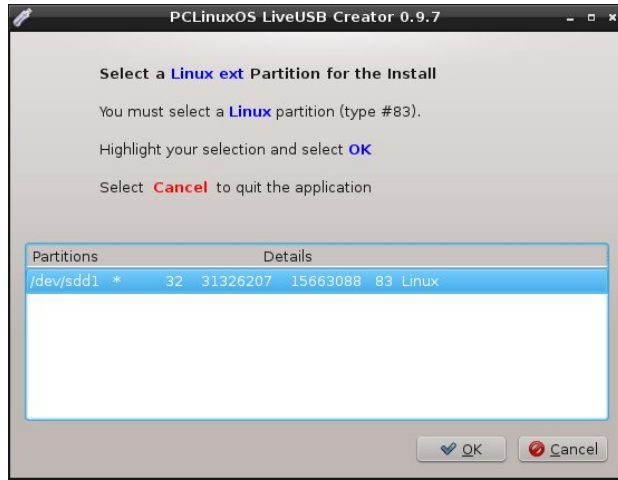 PCLinuxOS LiveUSB Creator 0.9.7
Select a Linux ext Partition for the Install
You must select a Linux partition (type #83).
Highlight your selection and select OK
Select Cancel to quit the application
Partitions Details
/dev/sdd1 * 32 31326207 15663088 83 Linux
OK Cancel